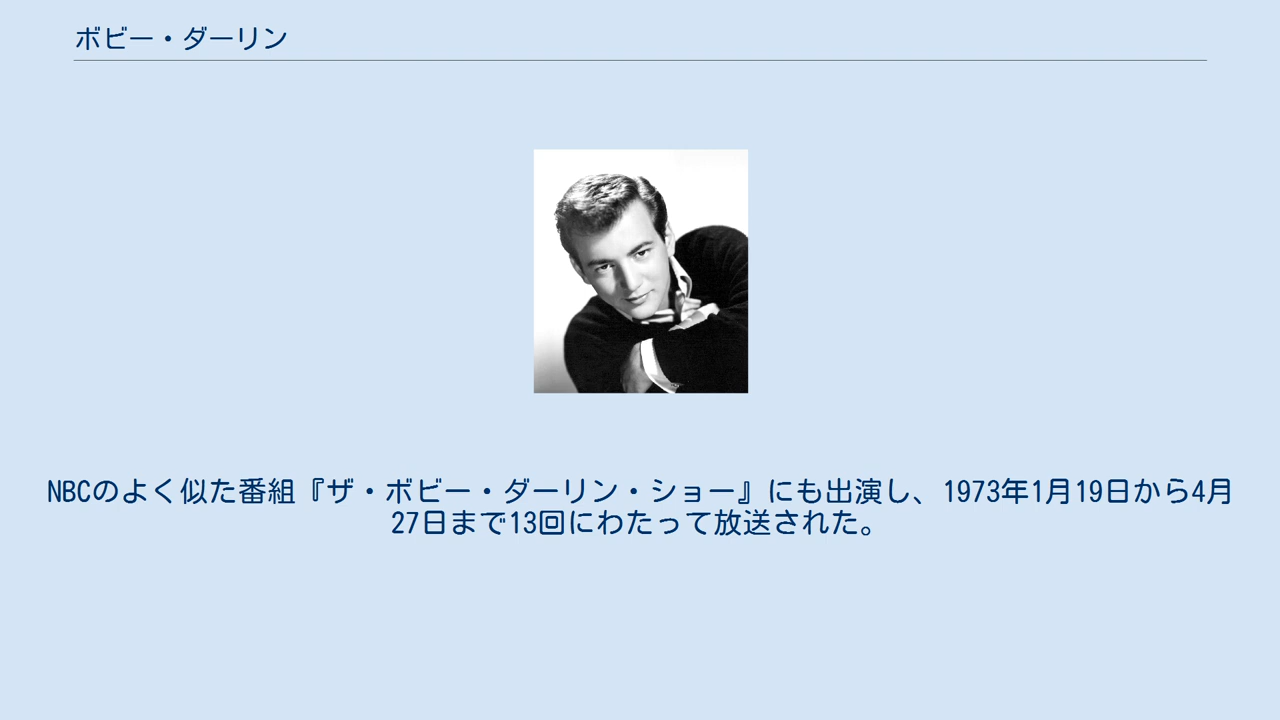 ボビー・ダーリン
NBCのよく似た番組『ザ・ボビー・ダーリン・ショー』にも出演し、1973年1月19日から4月
27日まで13回にわたって放送された。